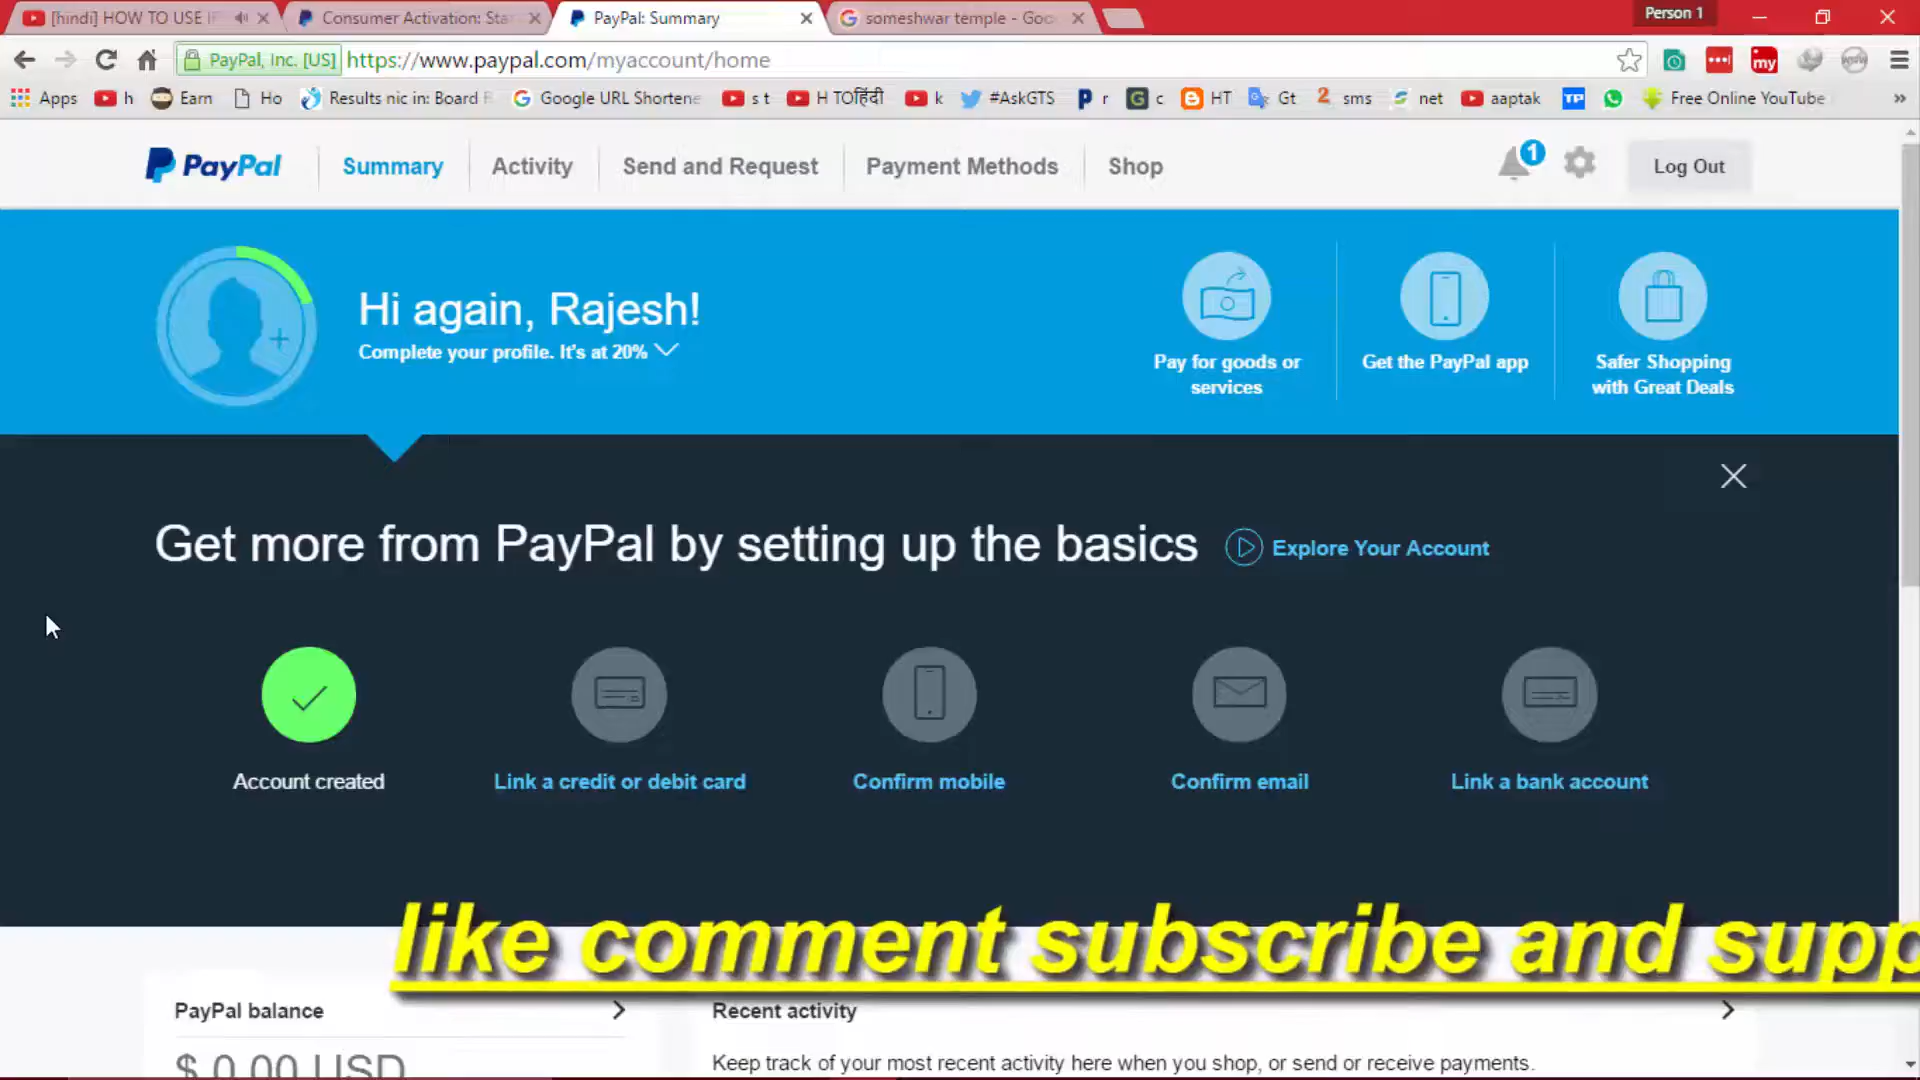 [hindi] HOW TO USE
Consumer Activation: Sta
PayPal: Summary
someshwar temple - Goo
Person 1
PayPal, Inc. [US]
https://www.paypal.com/myaccount/home
my
Apps
h
Earn
Ho
Results nic in: Board
Google URL Shortene
s t
H TOहिंदी
k
#AskGTS
r
c
HT
Gt
sms
net
aaptak
TP
Free Online YouTube
»
PayPal
Summary
Activity
Send and Request
Payment Methods
Shop
1
Log Out
Hi again, Rajesh!
Complete your profile. It's at 20%
Pay for goods or
services
Get the PayPal app
Safer Shopping
with Great Deals
Get more from PayPal by setting up the basics
Explore Your Account
Account created
Link a credit or debit card
Confirm mobile
Confirm email
Link a bank account
like comment subscribe and supp
PayPal balance
Recent activity
$ 0.00 USD
Keep track of your most recent activity here when you shop, or send or receive payments.